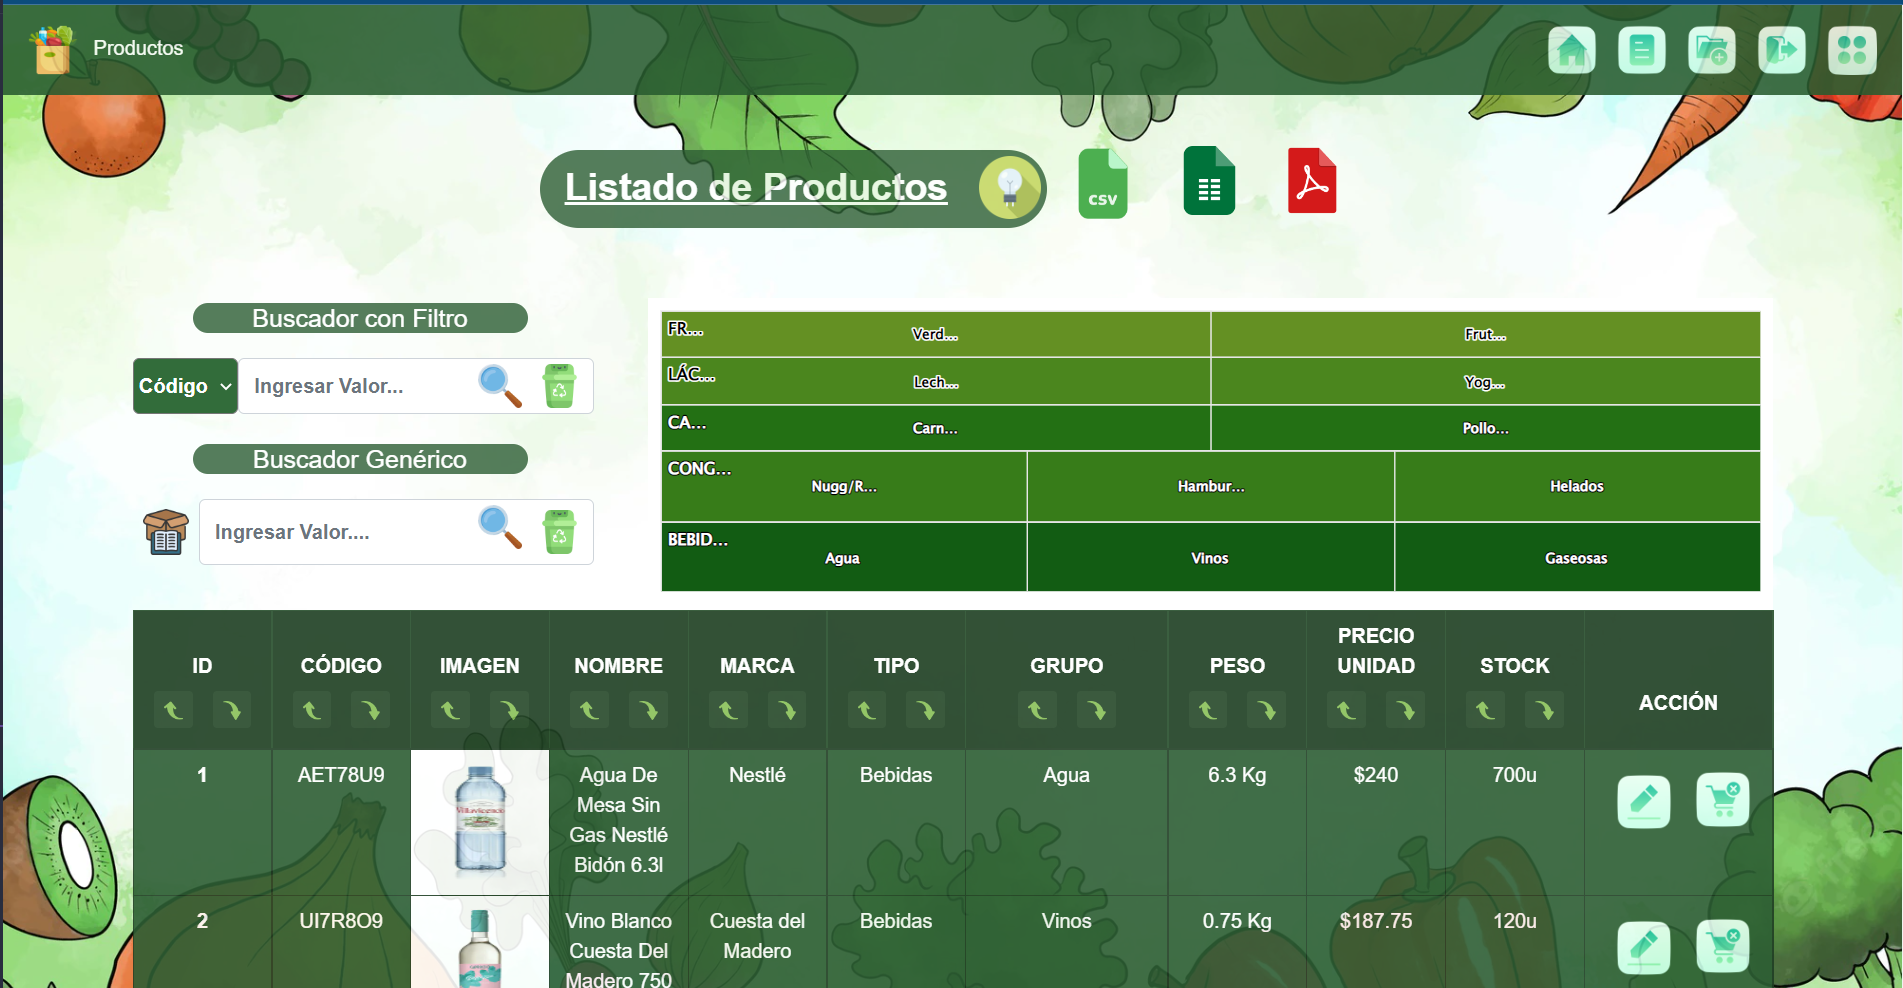 Productos
Listado de Productos
CSV
Buscador con Filtro
Código
Ingresar Valor...
Buscador Genérico
Ingresar Valor....
FR...
Verd...
Frut...
LÁC...
Lech...
Yog...
CA...
Carn...
Pollo...
CONG...
Nugg/R...
Hambur...
Helados
BEBID...
Agua
Vinos
Gaseosas
ID
CÓDIGO
IMAGEN
NOMBRE
MARCA
TIPO
GRUPO
PESO
PRECIO
UNIDAD
STOCK
ACCIÓN
1
AET78U9
Agua De
Mesa Sin
Gas Nestlé
Bidón 6.3l
Nestlé
Bebidas
Agua
6.3 Kg
$240
700u
2
UI7R8O9
Vino Blanco
Cuesta Del
Madero 750
Cuesta del
Madero
Bebidas
Vinos
0.75 Kg
$187.75
120u